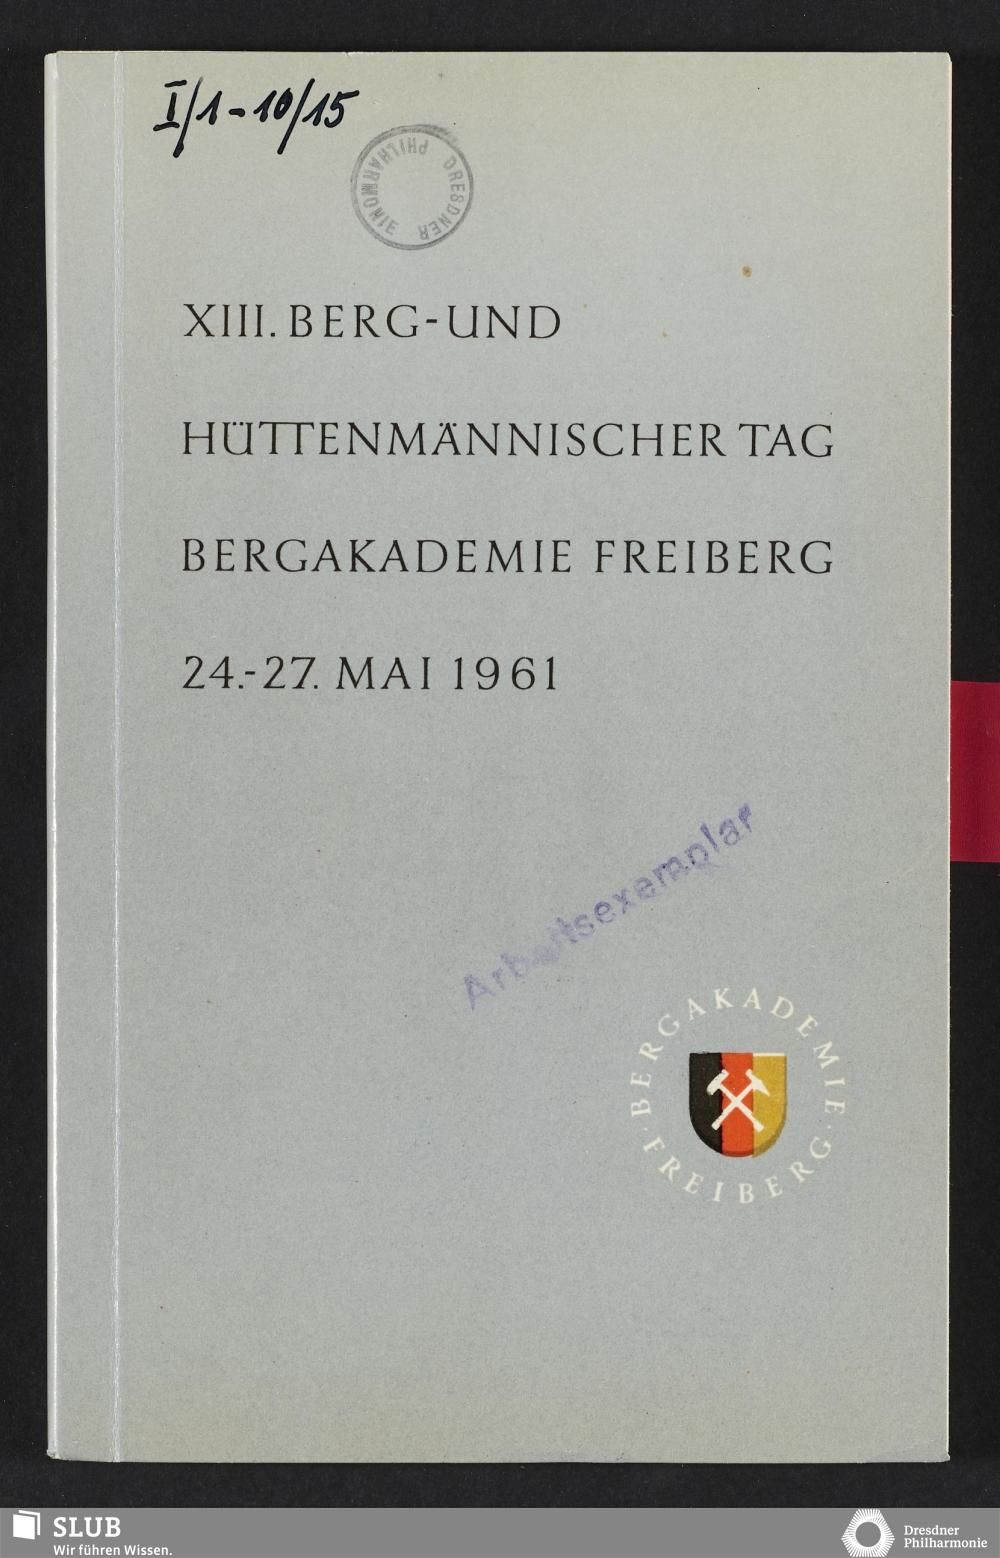 I/1-10/15
DRESDNER PHILHARMONIE
XIII. BERG-UND
HÜTTENMÄNNISCHER TAG
BERGAKADEMIE FREIBERG
24.-27. MAI 1961
Arbeitsexemplar
BERGAKADEMIE · FREIBERG ·
SLUB
Wir führen Wissen.
Dresdner
Philharmonie